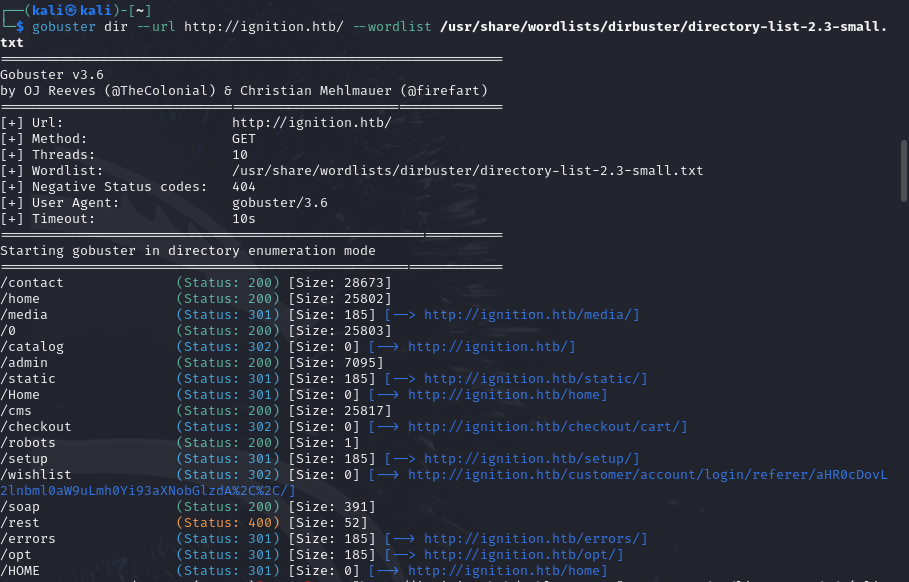 ┌──(kali㉿kali)-[~]
└─$ gobuster dir --url http://ignition.htb/ --wordlist /usr/share/wordlists/dirbuster/directory-list-2.3-small.
txt
===============================================================
Gobuster v3.6
by OJ Reeves (@TheColonial) & Christian Mehlmauer (@firefart)
===============================================================
[+] Url:                     http://ignition.htb/
[+] Method:                  GET
[+] Threads:                 10
[+] Wordlist:                /usr/share/wordlists/dirbuster/directory-list-2.3-small.txt
[+] Negative Status codes:   404
[+] User Agent:              gobuster/3.6
[+] Timeout:                 10s
===============================================================
Starting gobuster in directory enumeration mode
===============================================================
/contact              (Status: 200) [Size: 28673]
/home                 (Status: 200) [Size: 25802]
/media                (Status: 301) [Size: 185] [--> http://ignition.htb/media/]
/0                    (Status: 200) [Size: 25803]
/catalog              (Status: 302) [Size: 0] [--> http://ignition.htb/]
/admin                (Status: 200) [Size: 7095]
/static               (Status: 301) [Size: 185] [--> http://ignition.htb/static/]
/Home                 (Status: 301) [Size: 0] [--> http://ignition.htb/home]
/cms                  (Status: 200) [Size: 25817]
/checkout             (Status: 302) [Size: 0] [--> http://ignition.htb/checkout/cart/]
/robots               (Status: 200) [Size: 1]
/setup                (Status: 301) [Size: 185] [--> http://ignition.htb/setup/]
/wishlist             (Status: 302) [Size: 0] [--> http://ignition.htb/customer/account/login/referer/aHR0cDovL
2lnbml0aW9uLmh0Yi93aXNobGlzdA%2C%2C/]
/soap                 (Status: 200) [Size: 391]
/rest                 (Status: 400) [Size: 52]
/errors               (Status: 301) [Size: 185] [--> http://ignition.htb/errors/]
/opt                  (Status: 301) [Size: 185] [--> http://ignition.htb/opt/]
/HOME                 (Status: 301) [Size: 0] [--> http://ignition.htb/home]